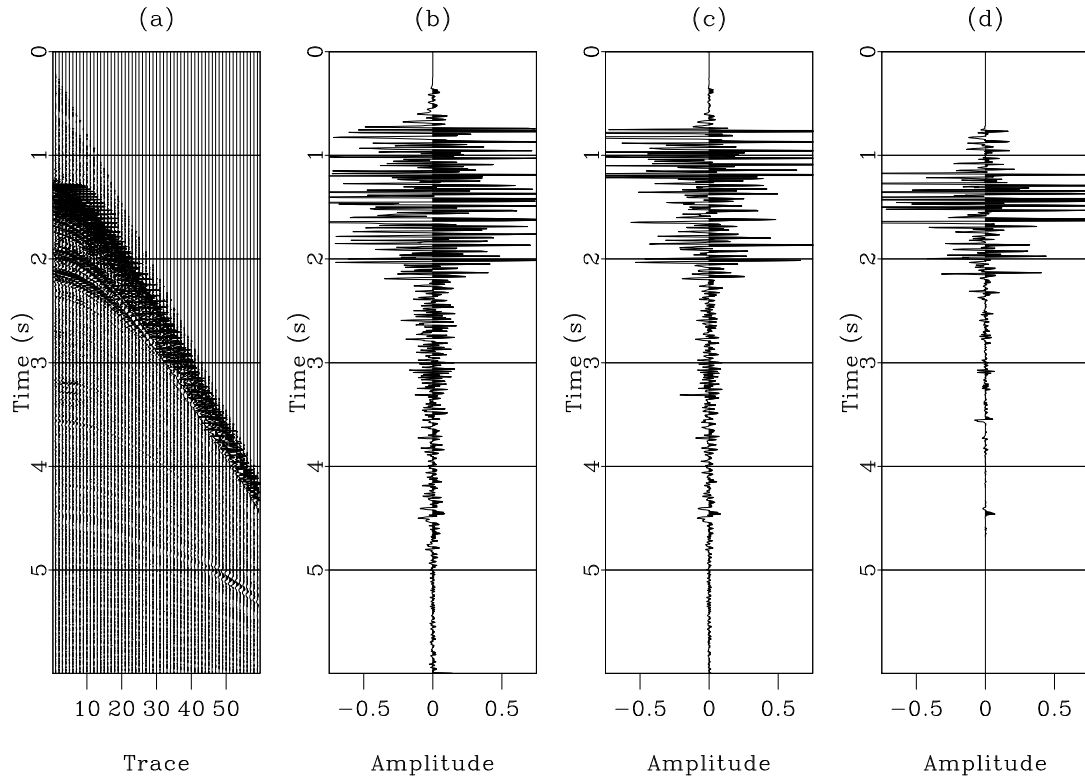 (a) (b) (c) (d)
0 0 0 0
1 1 1 1
2 2 2 2
3 3 3 3
4 4 4 4
5 5 5 5
Time (s) Time (s) Time (s) Time (s)
10 20 30 40 50 −0.5 0 0.5 −0.5 0 0.5 −0.5 0 0.5
Trace Amplitude Amplitude Amplitude